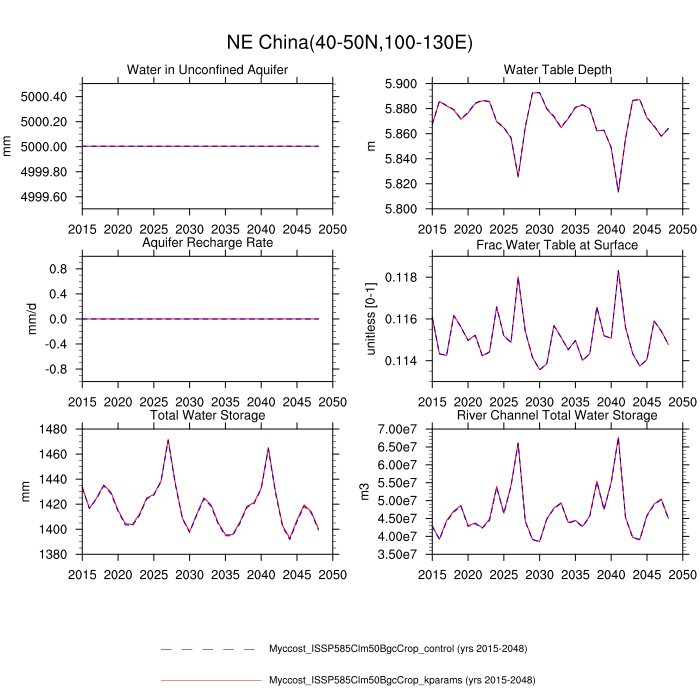 NE China(40-50N,100-130E)
Water in Unconfined Aquifer
mm
5000.40
5000.20
5000.00
4999.80
4999.60
2015 2020 2025 2030 2035 2040 2045 2050
Water Table Depth
m
5.900
5.880
5.860
5.840
5.820
5.800
2015 2020 2025 2030 2035 2040 2045 2050
Aquifer Recharge Rate
mm/d
0.8
0.4
0.0
-0.4
-0.8
2015 2020 2025 2030 2035 2040 2045 2050
Frac Water Table at Surface
unitless [0-1]
0.118
0.116
0.114
2015 2020 2025 2030 2035 2040 2045 2050
Total Water Storage
mm
1480
1460
1440
1420
1400
1380
2015 2020 2025 2030 2035 2040 2045 2050
River Channel Total Water Storage
m3
7.00e7
6.50e7
6.00e7
5.50e7
5.00e7
4.50e7
4.00e7
3.50e7
2015 2020 2025 2030 2035 2040 2045 2050
Myccost_ISSP585Clm50BgcCrop_control (yrs 2015-2048)
Myccost_ISSP585Clm50BgcCrop_kparams (yrs 2015-2048)